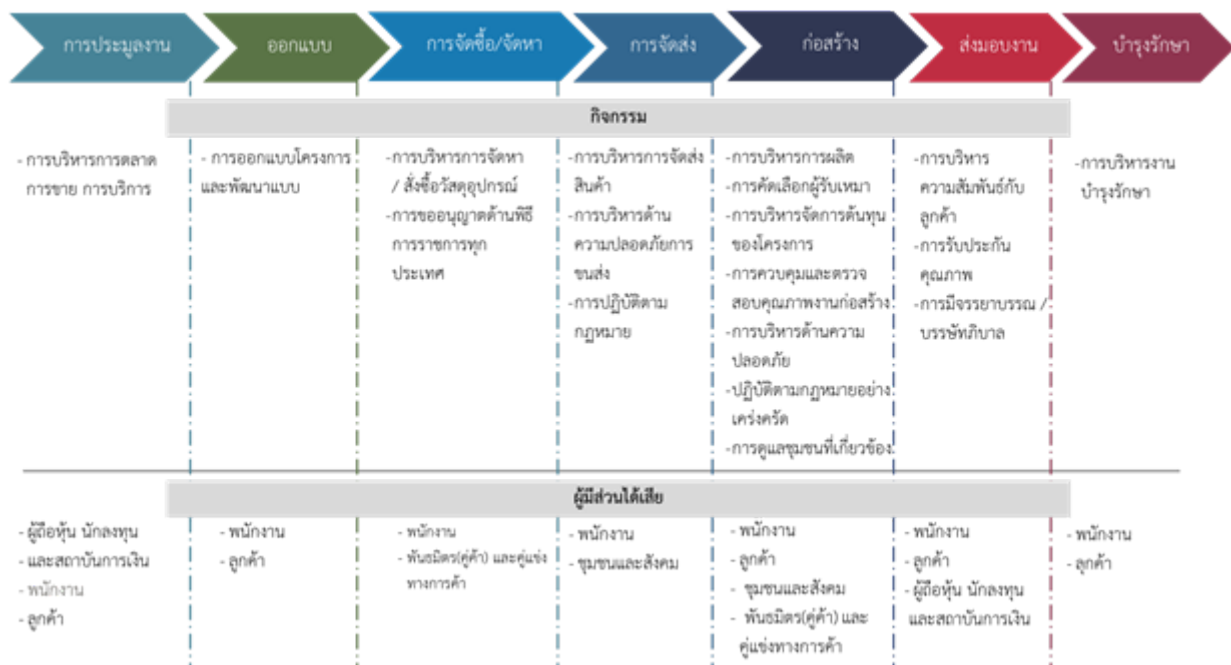 การประมูลงาน
ออกแบบ
การจัดซื้อ/จัดหา
การจัดส่ง
ก่อสร้าง
ส่งมอบงาน
บำรุงรักษา
กิจกรรม
- การบริหารการตลาด
การขาย การบริการ
- การออกแบบโครงการ
และพัฒนาแบบ
-การบริหารการจัดหา
/ สั่งซื้อวัสดุอุปกรณ์
-การขออนุญาตด้านพิธี
การราชการทุก
ประเทศ
-การบริหารการจัดส่ง
สินค้า
-การบริหารด้าน
ความปลอดภัยการ
ขนส่ง
-การปฏิบัติตาม
กฎหมาย
-การบริหารการผลิต
-การคัดเลือกผู้รับเหมา
-การบริหารจัดการต้นทุน
ของโครงการ
-การควบคุมและตรวจ
สอบคุณภาพงานก่อสร้าง
-การบริหารด้านความ
ปลอดภัย
-ปฏิบัติตามกฎหมายอย่าง
เคร่งครัด
-การดูแลชุมชนที่เกี่ยวข้อง
-การบริหาร
ความสัมพันธ์กับ
ลูกค้า
-การรับประกัน
คุณภาพ
-การมีจรรยาบรรณ /
บรรษัทภิบาล
-การบริหารงาน
บำรุงรักษา
ผู้มีส่วนได้เสีย
- ผู้ถือหุ้น นักลงทุน
- และสถาบันการเงิน
- พนักงาน
- ลูกค้า
- พนักงาน
- ลูกค้า
- พนักงาน
- พันธมิตร(คู่ค้า) และคู่แข่ง
ทางการค้า
- พนักงาน
- ชุมชนและสังคม
- พนักงาน
- ลูกค้า
- ชุมชนและสังคม
- พันธมิตร(คู่ค้า) และ
คู่แข่งทางการค้า
- พนักงาน
- ลูกค้า
- ผู้ถือหุ้น นักลงทุน
และสถาบันการเงิน
- พนักงาน
- ลูกค้า